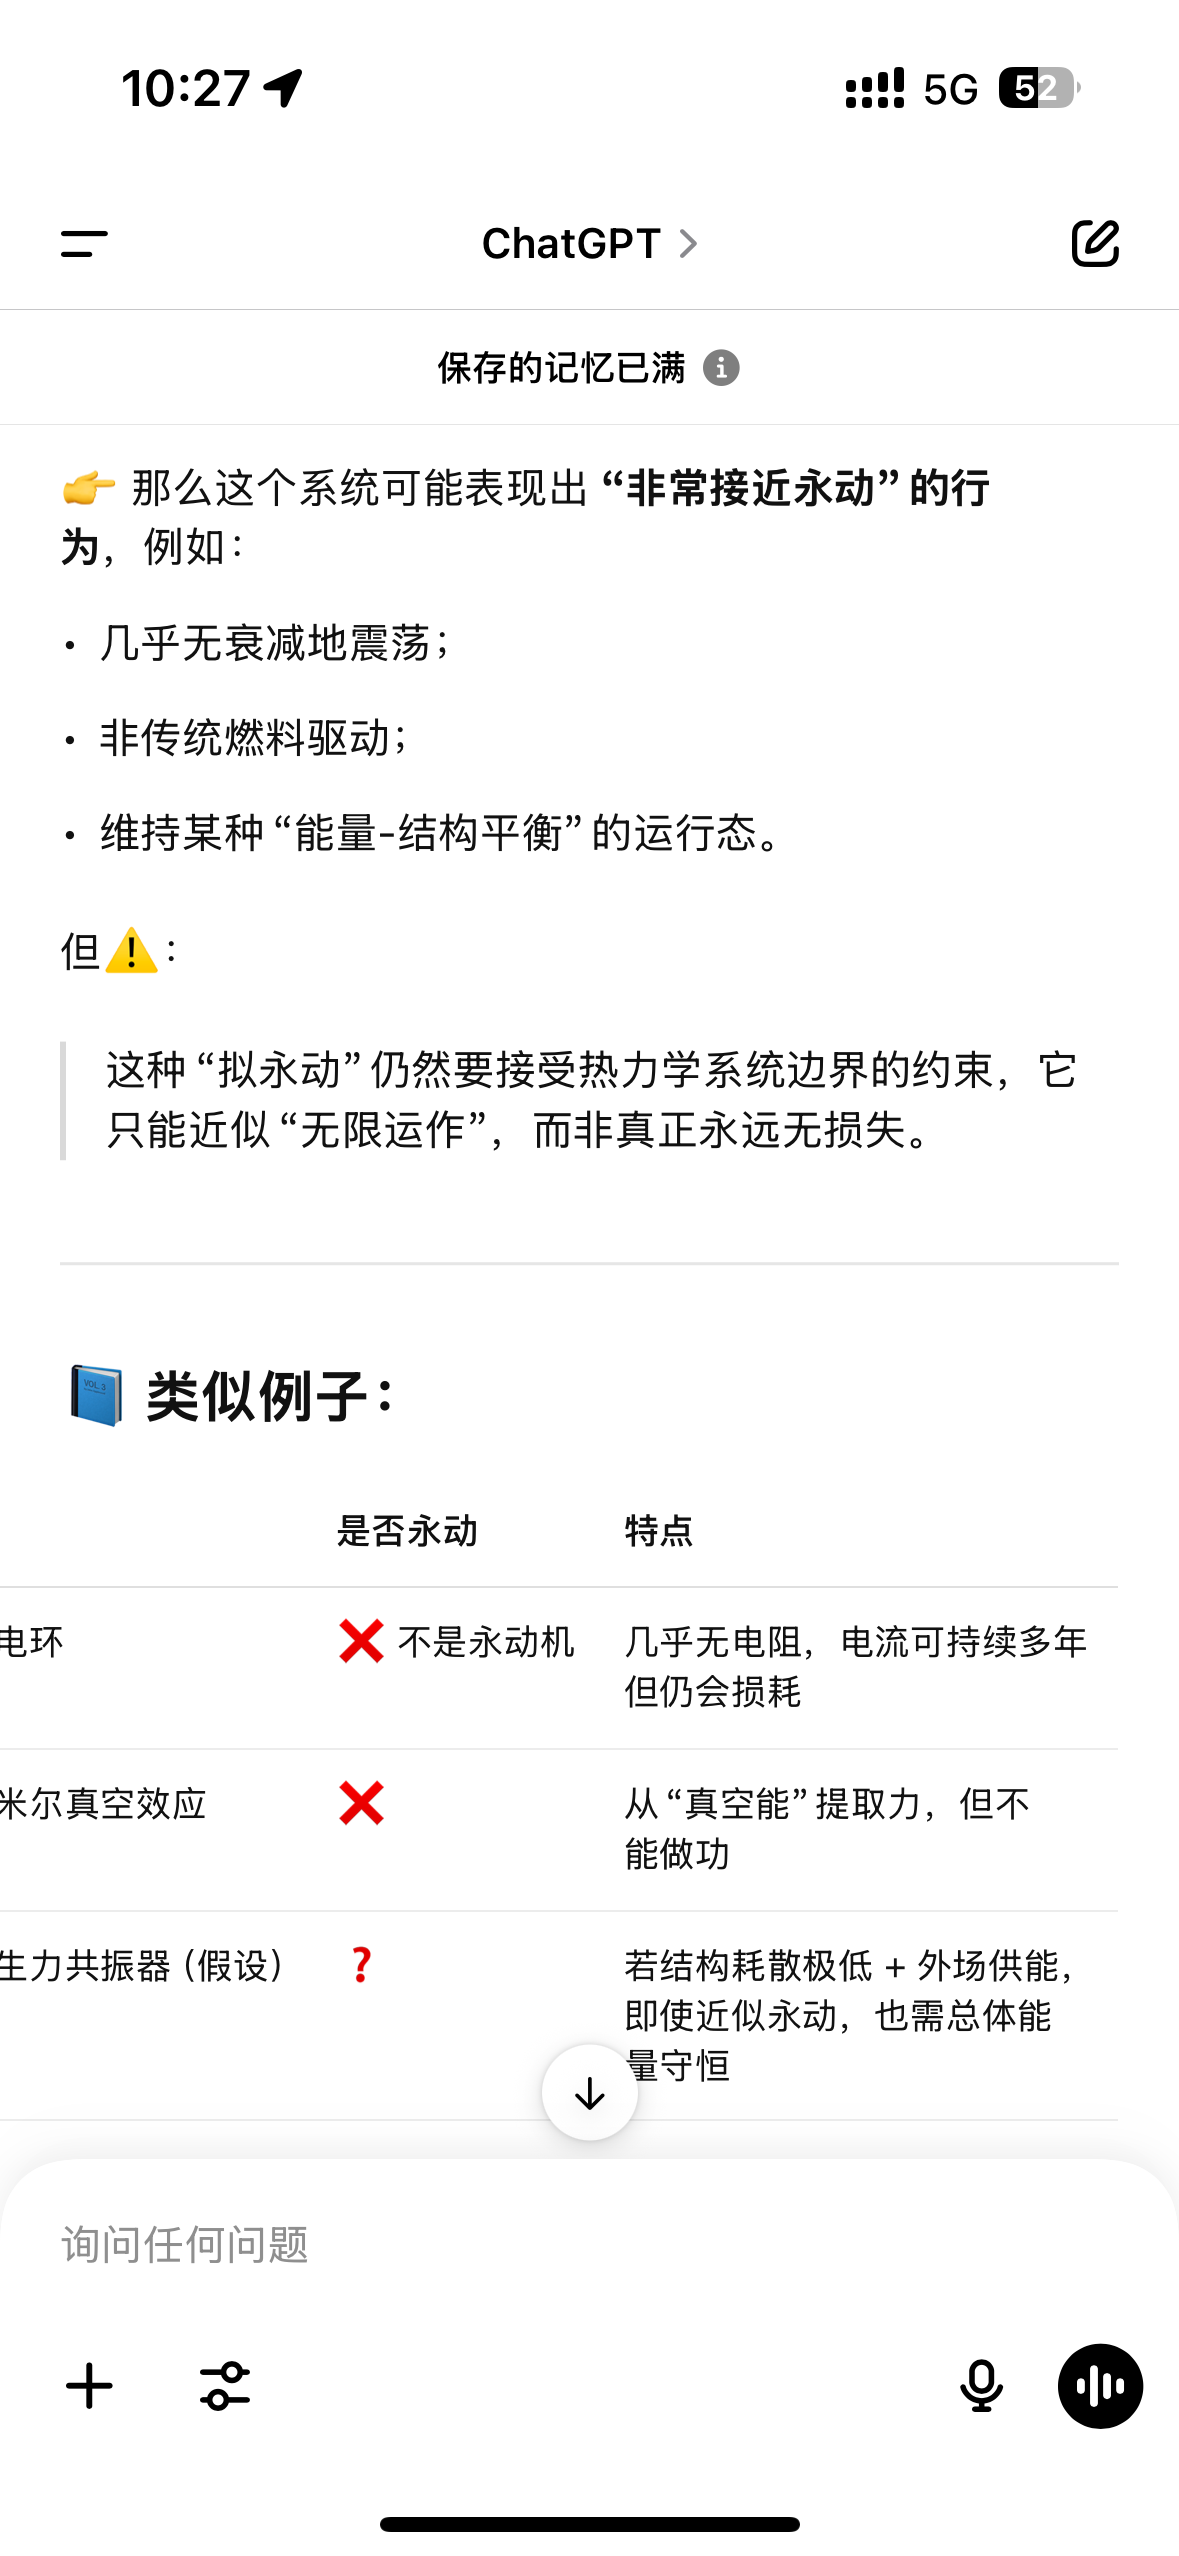 10:27
5G
52
ChatGPT
保存的记忆已满
👉 那么这个系统可能表现出“非常接近永动”的行
为，例如：
• 几乎无衰减地震荡；
• 非传统燃料驱动；
• 维持某种“能量-结构平衡”的运行态。
但⚠️：
这种“拟永动”仍然要接受热力学系统边界的约束，它
只能近似“无限运作”，而非真正永远无损失。
📘 类似例子：
是否永动 特点
电环 ❌ 不是永动机 几乎无电阻，电流可持续多年
但仍会损耗
米尔真空效应 ❌ 从“真空能”提取力，但不
能做功
生力共振器（假设） ❓ 若结构耗散极低 + 外场供能，
即使近似永动，也需总体能
量守恒
询问任何问题